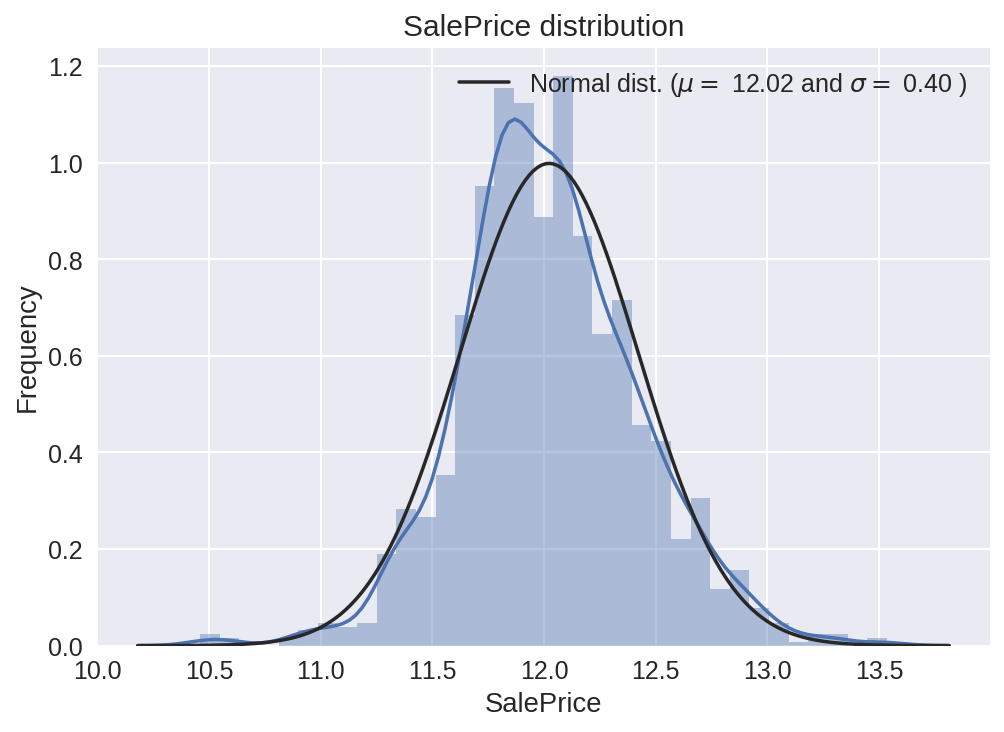 SalePrice distribution
Normal dist. (μ = 12.02 and σ = 0.40 )
1.2
1.0
0.8
0.6
0.4
0.2
0.0
Frequency
10.0 10.5 11.0 11.5 12.0 12.5 13.0 13.5
SalePrice